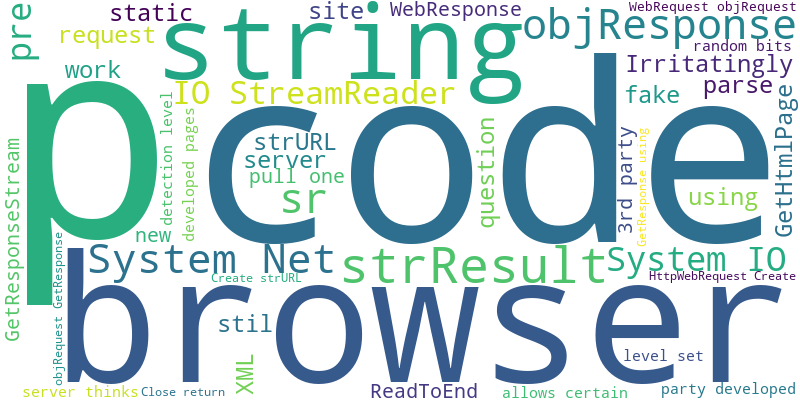 pre
static
string
site
WebResponse
WebRequest objRequest
objResponse
request
random bits
work
IO StreamReader
Irritatingly
parse
fake
p
code
GetResponseStream
detection level
developed pages
strURL
server
pull one
sr
question
3rd party
GetResponse using
using
GetHtmlPage
new
objRequest GetResponse
System Net
strResult
System IO
Create strURL
HttpWebRequest Create
browser
stil
XML
level set
server thinks
Close return
ReadToEnd
allows certain
party developed